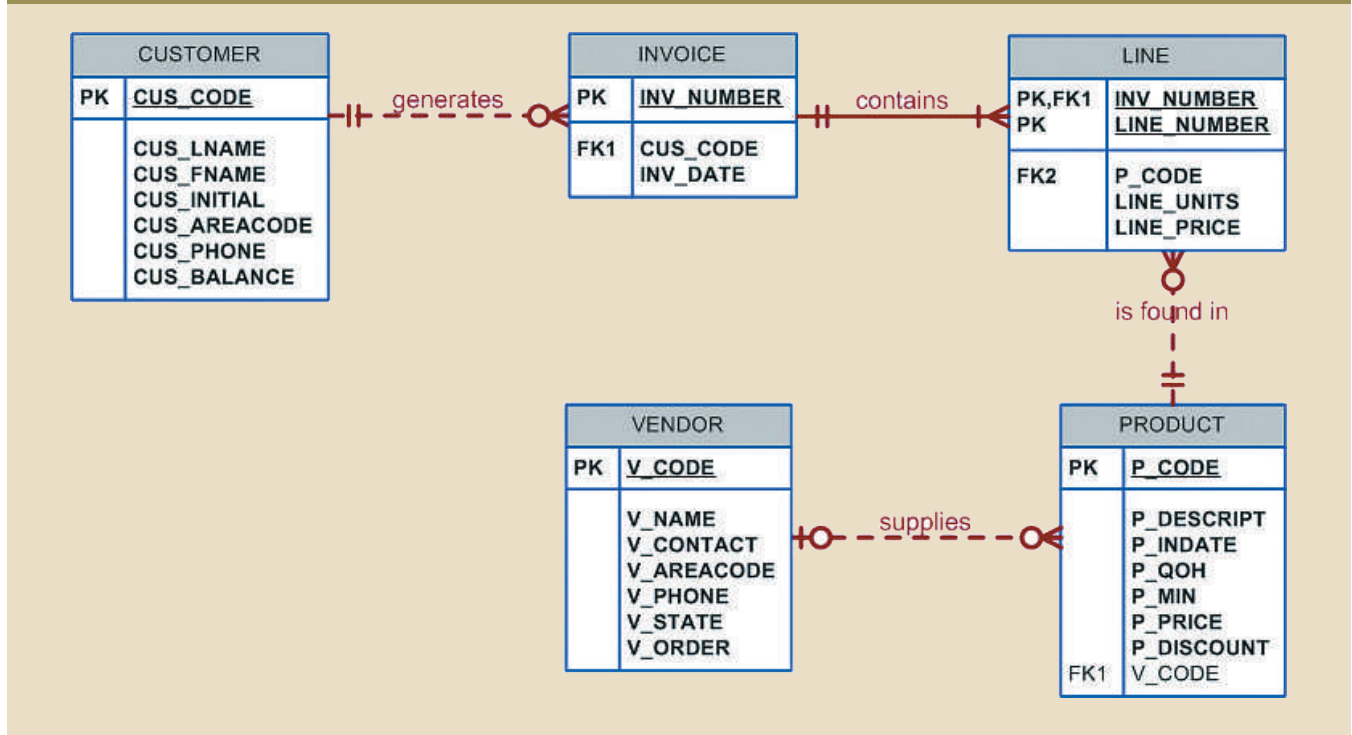 CUSTOMER
PK CUS_CODE
CUS_LNAME
CUS_FNAME
CUS_INITIAL
CUS_AREACODE
CUS_PHONE
CUS_BALANCE
generates
INVOICE
PK INV_NUMBER
FK1 CUS_CODE
INV_DATE
contains
LINE
PK,FK1 INV_NUMBER
PK LINE_NUMBER
FK2 P_CODE
LINE_UNITS
LINE_PRICE
is found in
VENDOR
PK V_CODE
V_NAME
V_CONTACT
V_AREACODE
V_PHONE
V_STATE
V_ORDER
supplies
PRODUCT
PK P_CODE
P_DESCRIPT
P_INDATE
P_QOH
P_MIN
P_PRICE
P_DISCOUNT
FK1 V_CODE